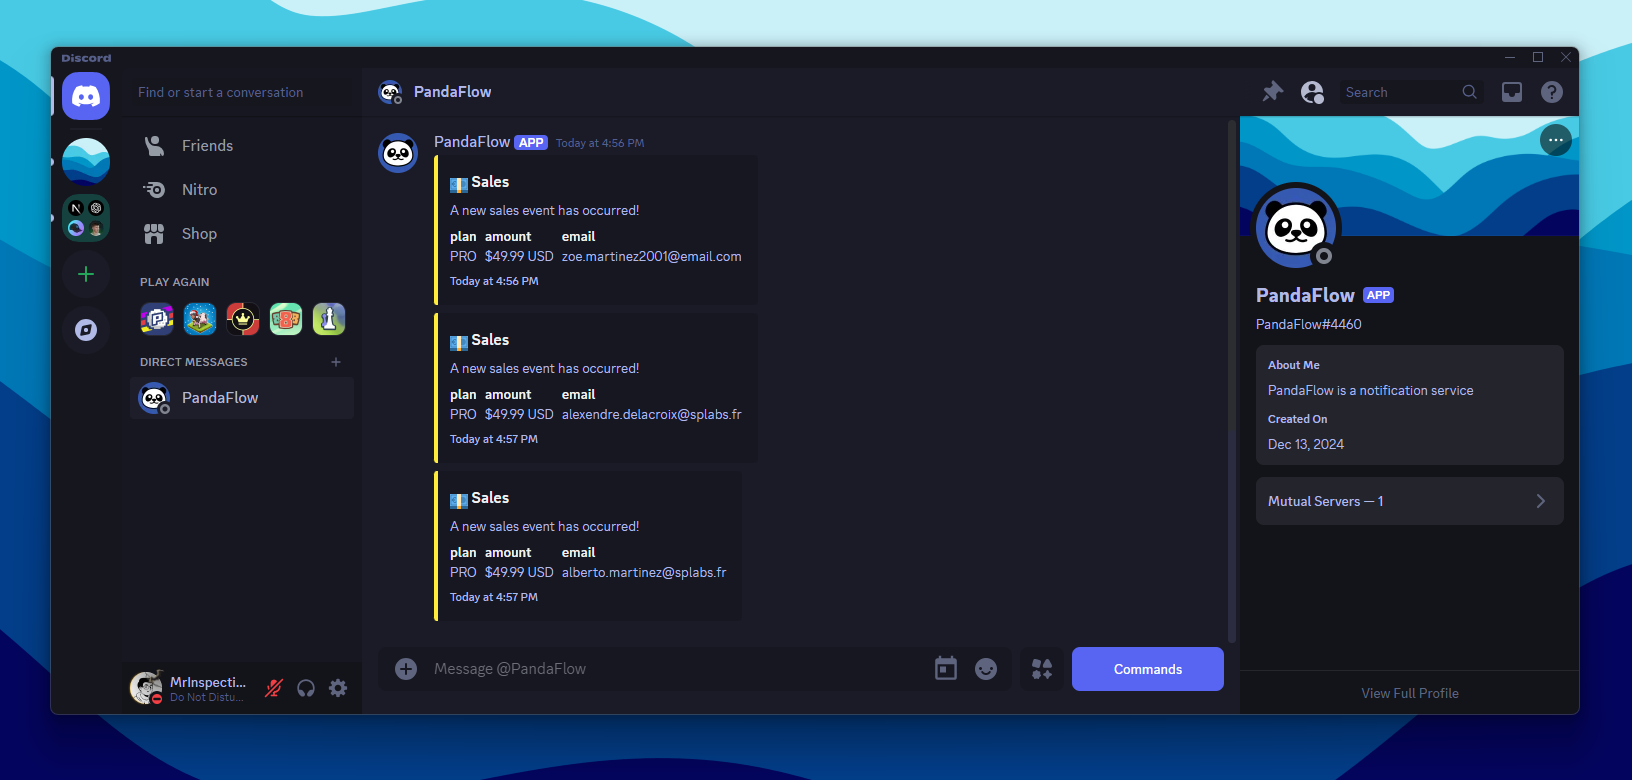 Discord
Find or start a conversation
Friends
Nitro
Shop
PLAY AGAIN
DIRECT MESSAGES
PandaFlow
MrInspecti...
Do Not Distu...
PandaFlow
Search
PandaFlow APP Today at 4:56 PM
Sales
A new sales event has occurred!
plan amount email
PRO $49.99 USD zoe.martinez2001@email.com
Today at 4:56 PM
Sales
A new sales event has occurred!
plan amount email
PRO $49.99 USD alexendre.delacroix@splabs.fr
Today at 4:57 PM
Sales
A new sales event has occurred!
plan amount email
PRO $49.99 USD alberto.martinez@splabs.fr
Today at 4:57 PM
Message @PandaFlow
Commands
PandaFlow APP
PandaFlow#4460
About Me
PandaFlow is a notification service
Created On
Dec 13, 2024
Mutual Servers — 1
View Full Profile